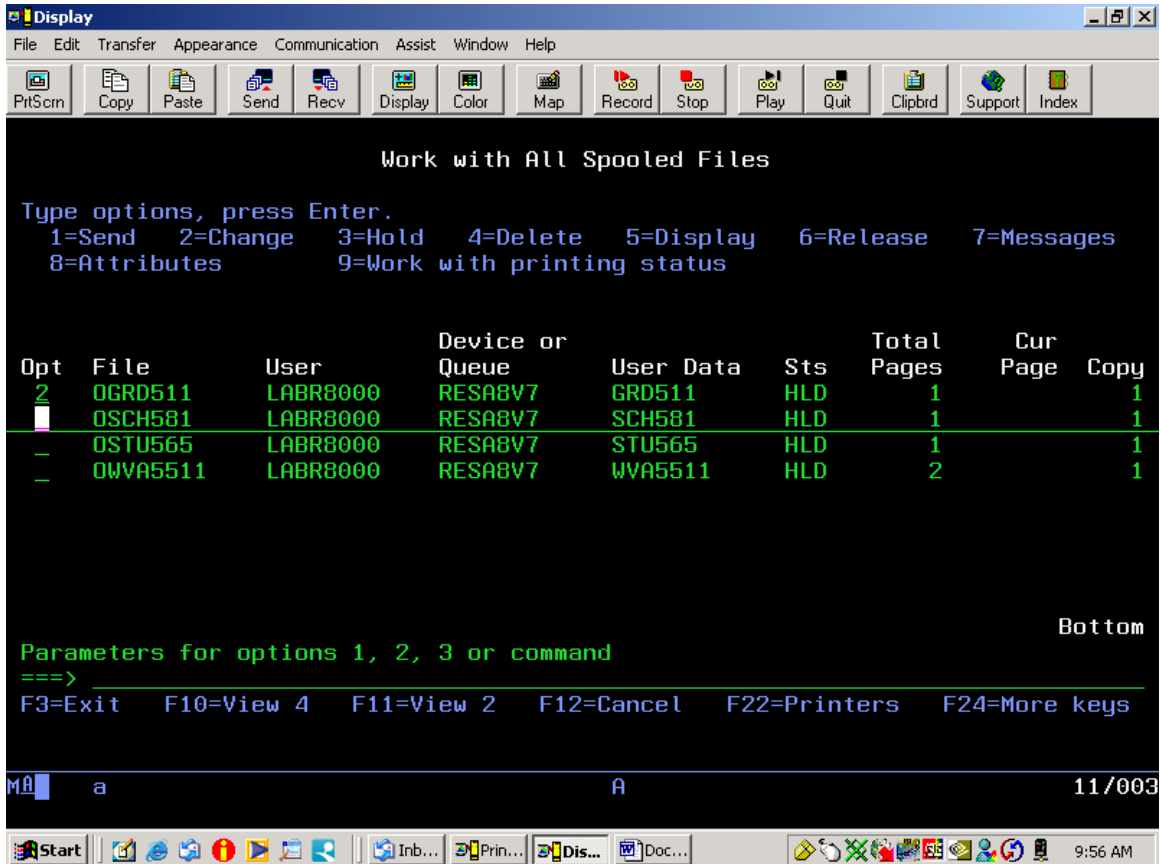 Display
File Edit Transfer Appearance Communication Assist Window Help
PrtScrn Copy Paste Send Recv Display Color Map Record Stop Play Quit Clipbrd Support Index
Work with All Spooled Files
Type options, press Enter.
1=Send 2=Change 3=Hold 4=Delete 5=Display 6=Release 7=Messages
8=Attributes 9=Work with printing status
Device or Total Cur
Opt File User Queue User Data Sts Pages Page Copy
2 OGRD511 LABR8000 RESA8V7 GRD511 HLD 1 1
OSCH581 LABR8000 RESA8V7 SCH581 HLD 1 1
_ OSTU565 LABR8000 RESA8V7 STU565 HLD 1 1
_ OWVA5511 LABR8000 RESA8V7 WVA5511 HLD 2 1
Bottom
Parameters for options 1, 2, 3 or command
===>
F3=Exit F10=View 4 F11=View 2 F12=Cancel F22=Printers F24=More keys
MA a A 11/003
Start Inb... Prin... Dis... Doc... 9:56 AM